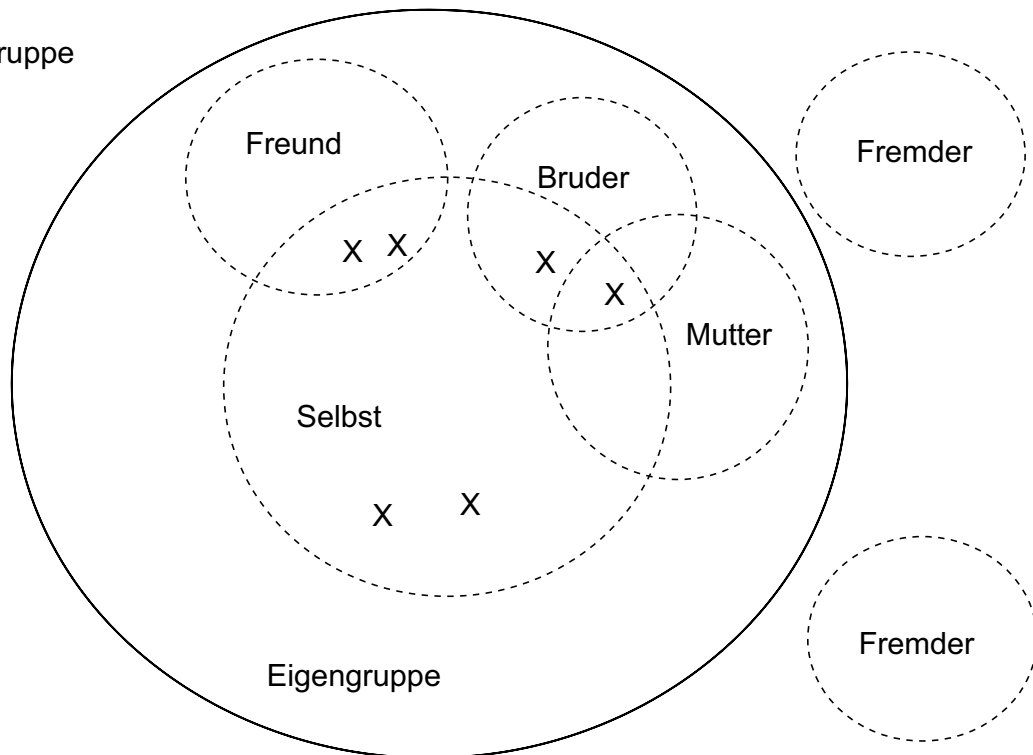 ruppe
Freund
Fremder
Bruder
X X
X
X
Mutter
Selbst
X X
Fremder
Eigengruppe